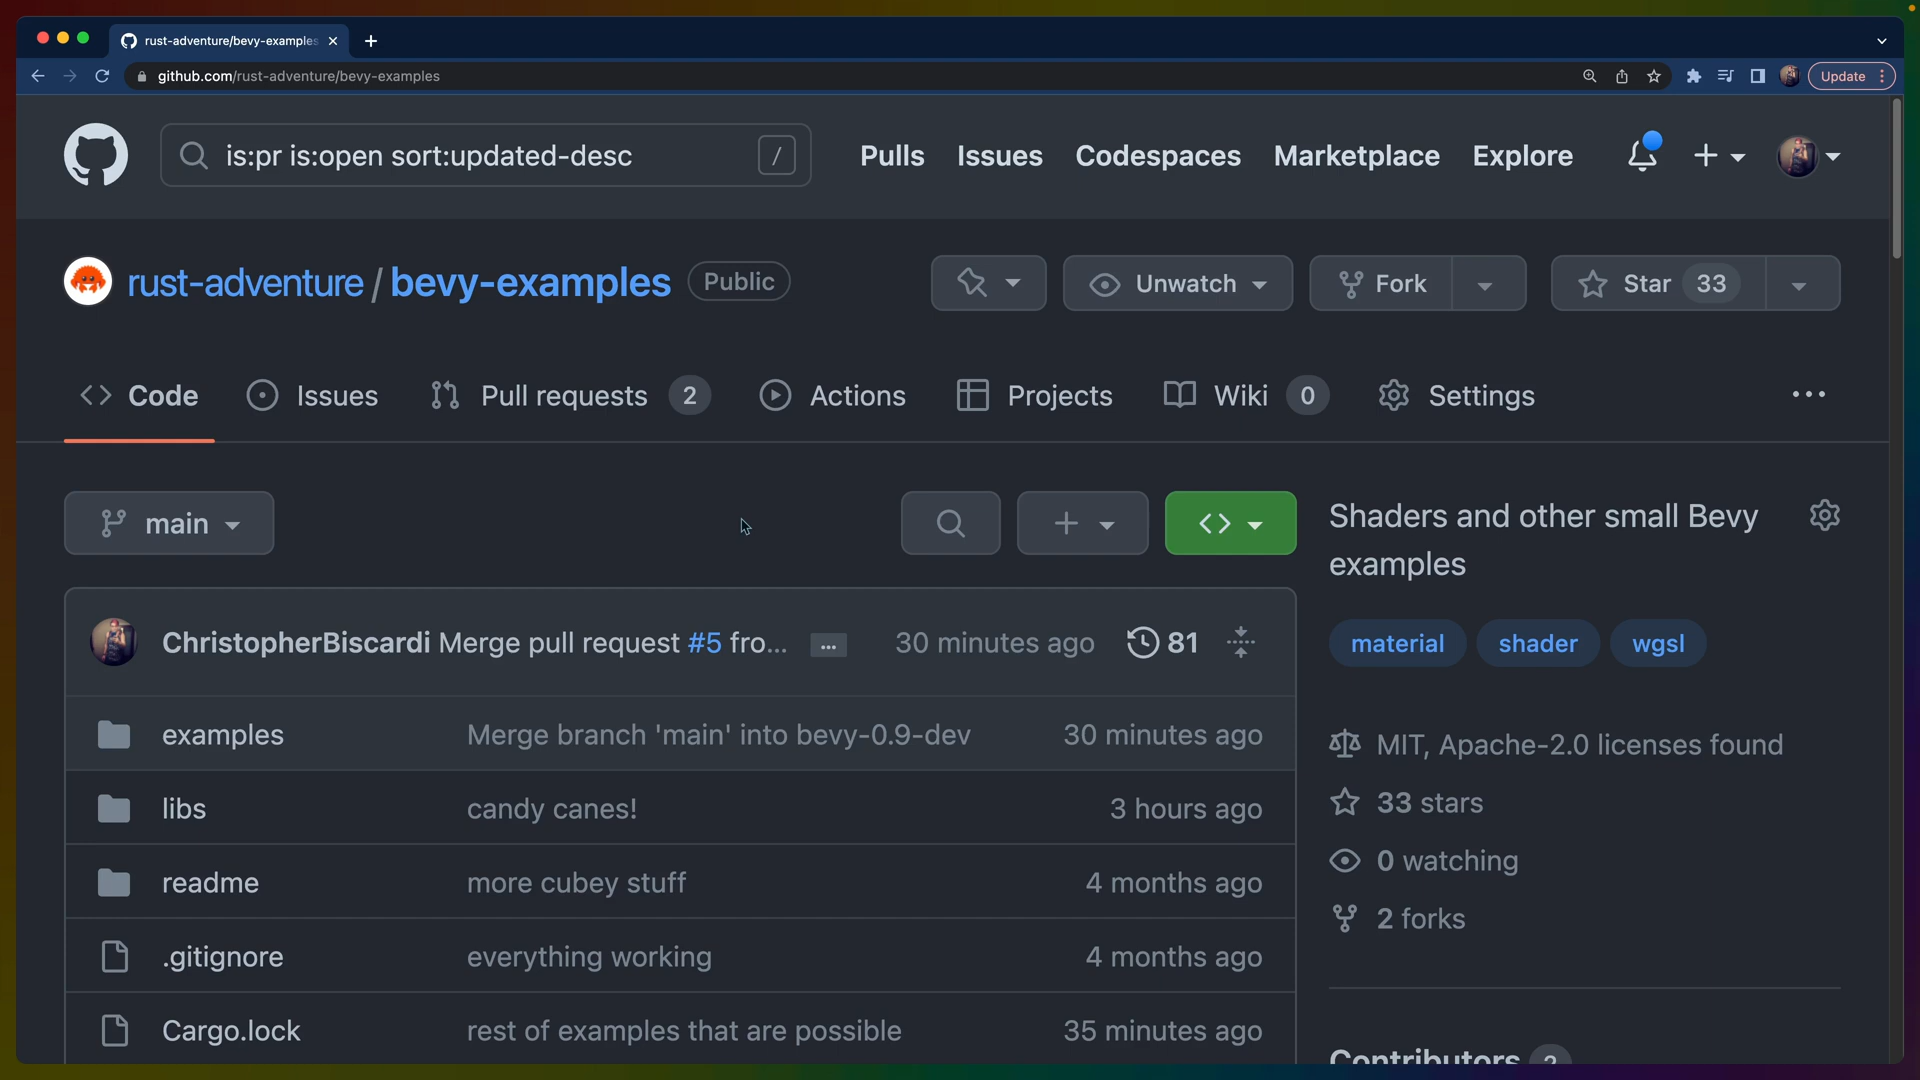 rust-adventure/bevy-examples
github.com/rust-adventure/bevy-examples
Update
is:pr is:open sort:updated-desc
/
Pulls Issues Codespaces Marketplace Explore
rust-adventure / bevy-examples Public
Unwatch Fork Star 33
Code Issues Pull requests 2 Actions Projects Wiki 0 Settings
main
Shaders and other small Bevy
examples
material shader wgsl
ChristopherBiscardi Merge pull request #5 fro... ... 30 minutes ago 81
examples Merge branch 'main' into bevy-0.9-dev 30 minutes ago
libs candy canes! 3 hours ago
readme more cubey stuff 4 months ago
.gitignore everything working 4 months ago
Cargo.lock rest of examples that are possible 35 minutes ago
MIT, Apache-2.0 licenses found
33 stars
0 watching
2 forks
Contributors